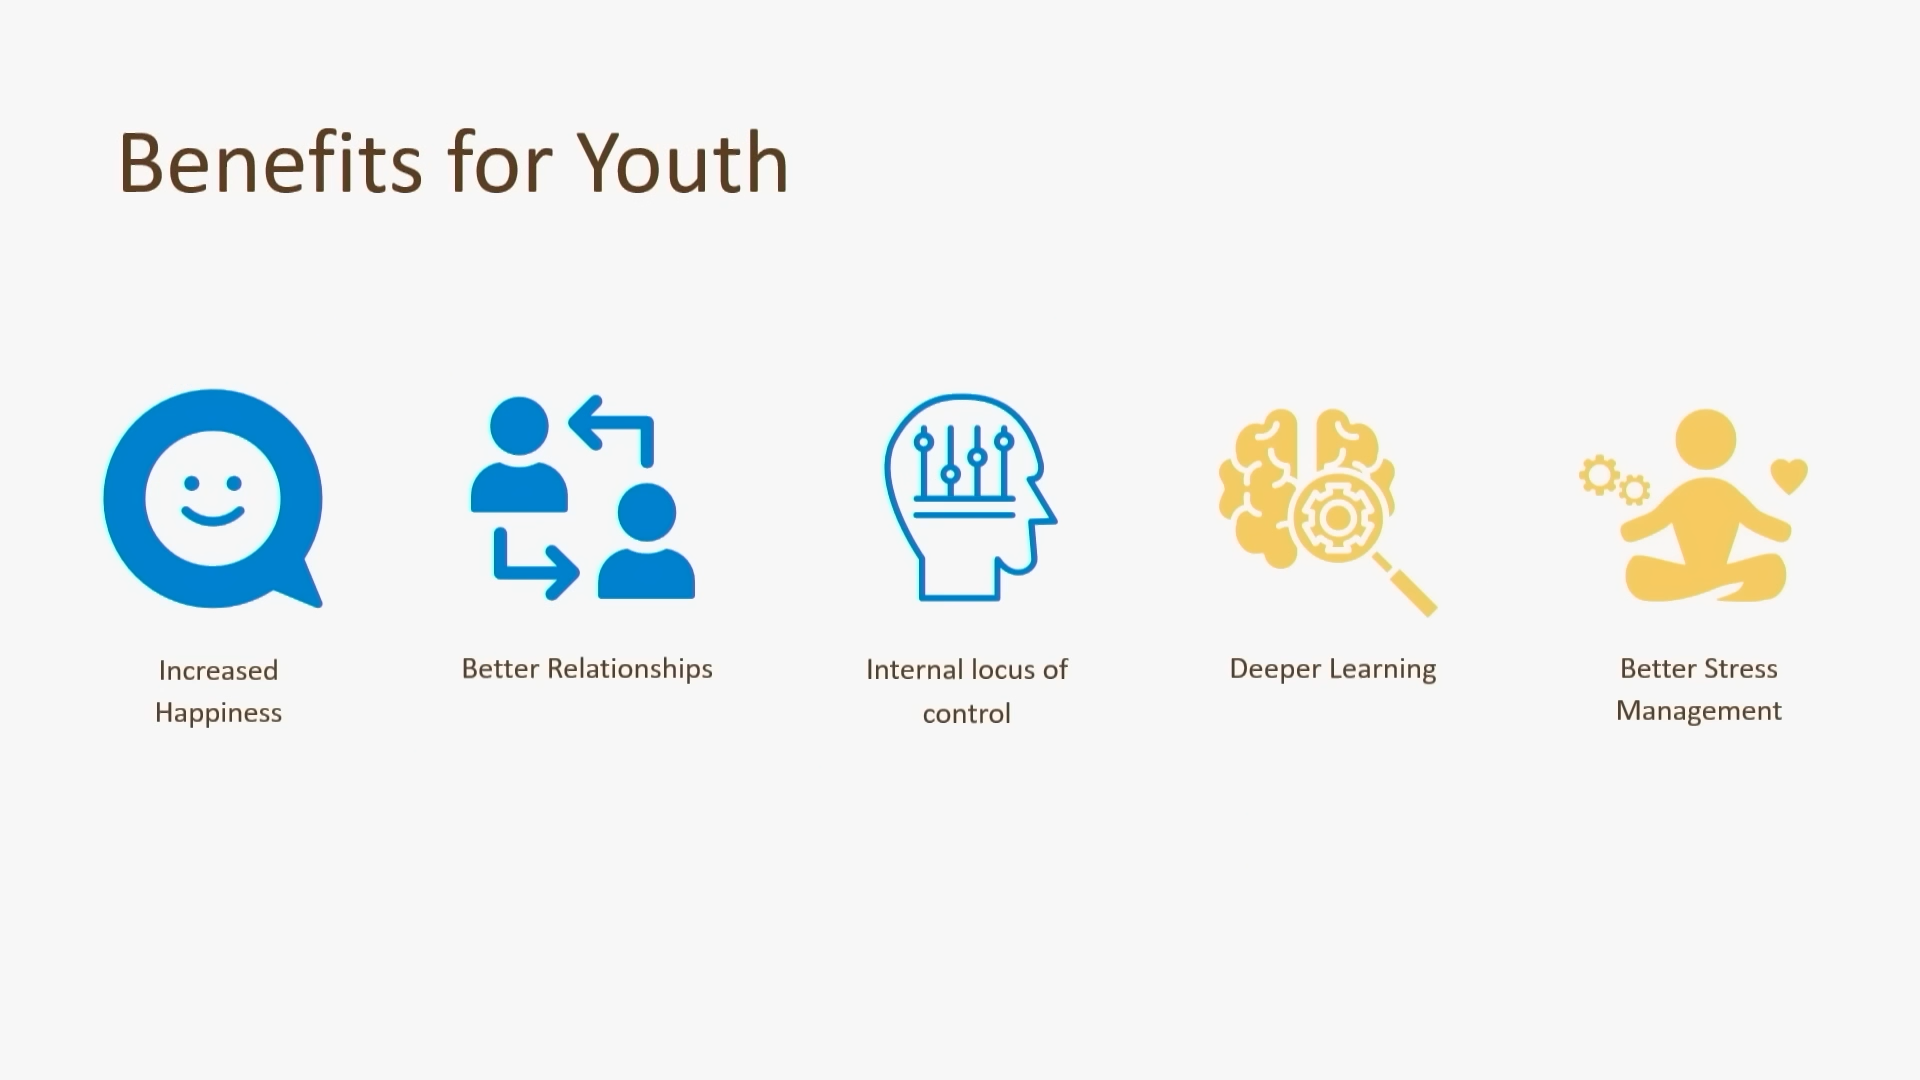 Benefits for Youth
Increased
Happiness
Better Relationships
Internal locus of
control
Deeper Learning
Better Stress
Management